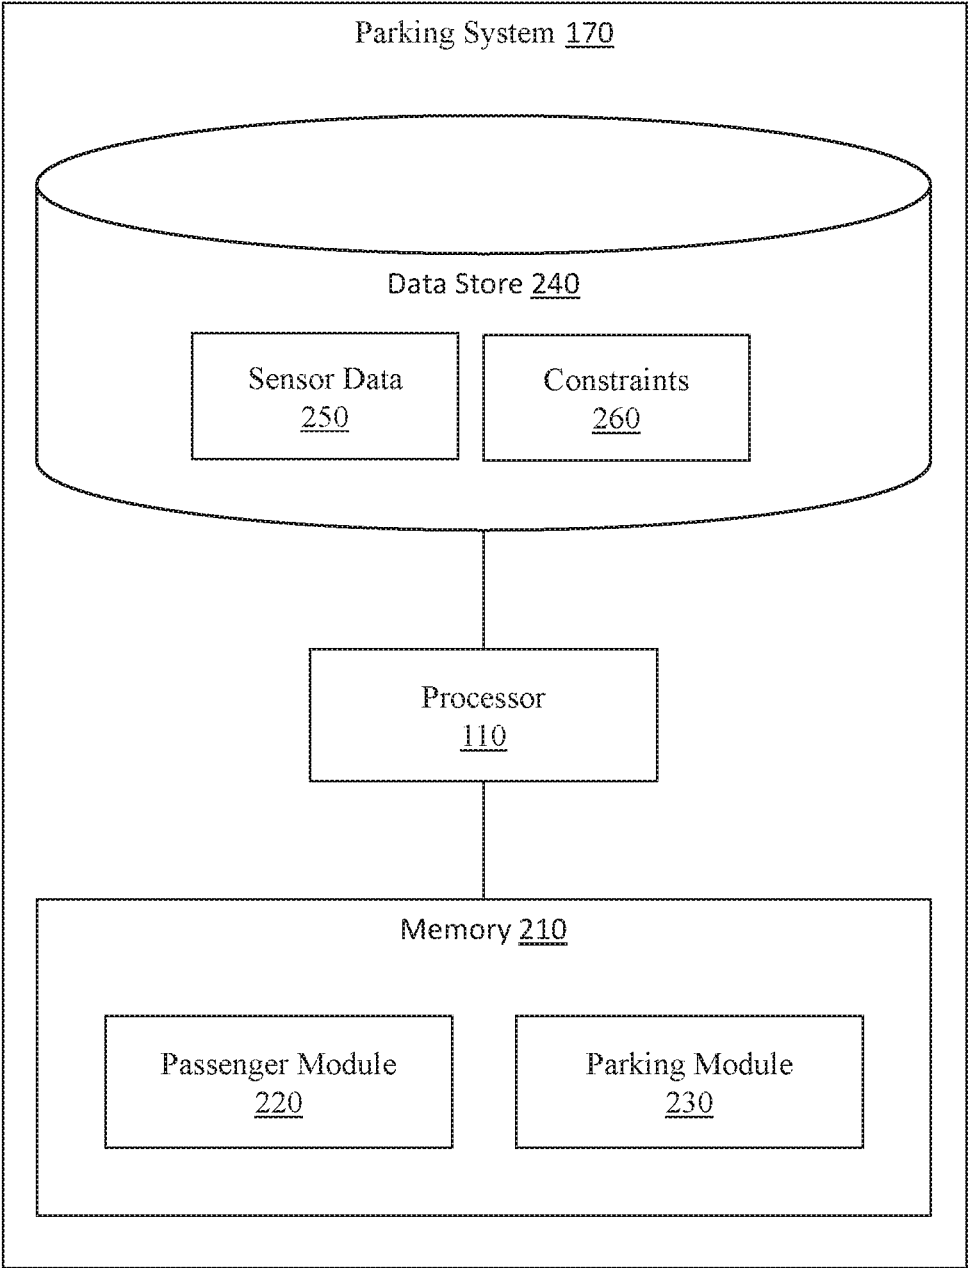 Parking System 170
Data Store 240
Sensor Data
250
Constraints
260
Processor
110
Memory 210
Passenger Module
220
Parking Module
230